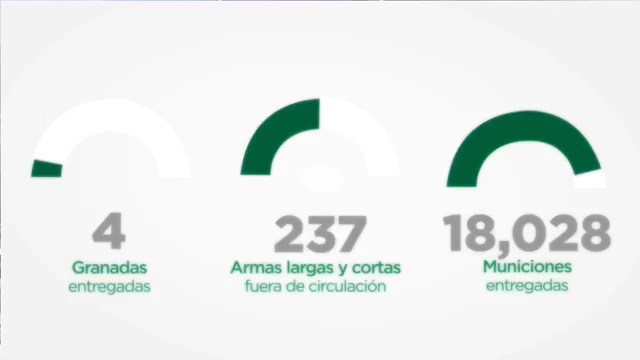 4
Granadas
entregadas
237
Armas largas y cortas
fuera de circulación
18,028
Municiones
entregadas